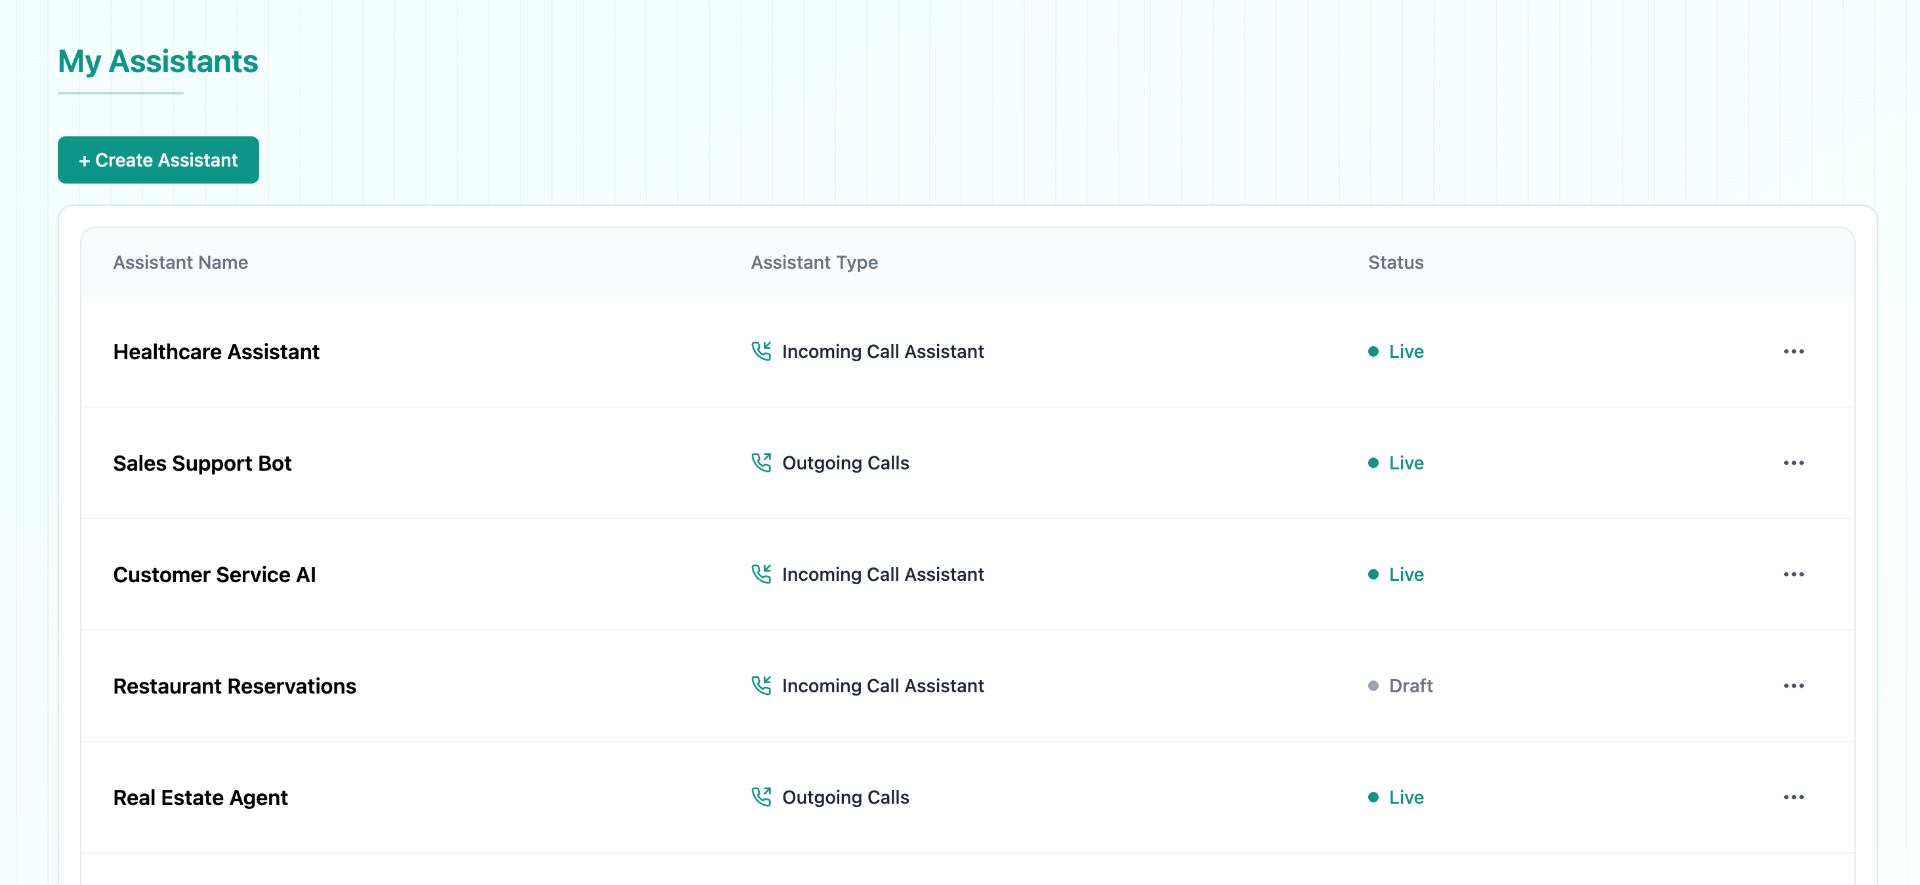 My Assistants
+ Create Assistant
Assistant Name Assistant Type Status
Healthcare Assistant Incoming Call Assistant Live
Sales Support Bot Outgoing Calls Live
Customer Service AI Incoming Call Assistant Live
Restaurant Reservations Incoming Call Assistant Draft
Real Estate Agent Outgoing Calls Live